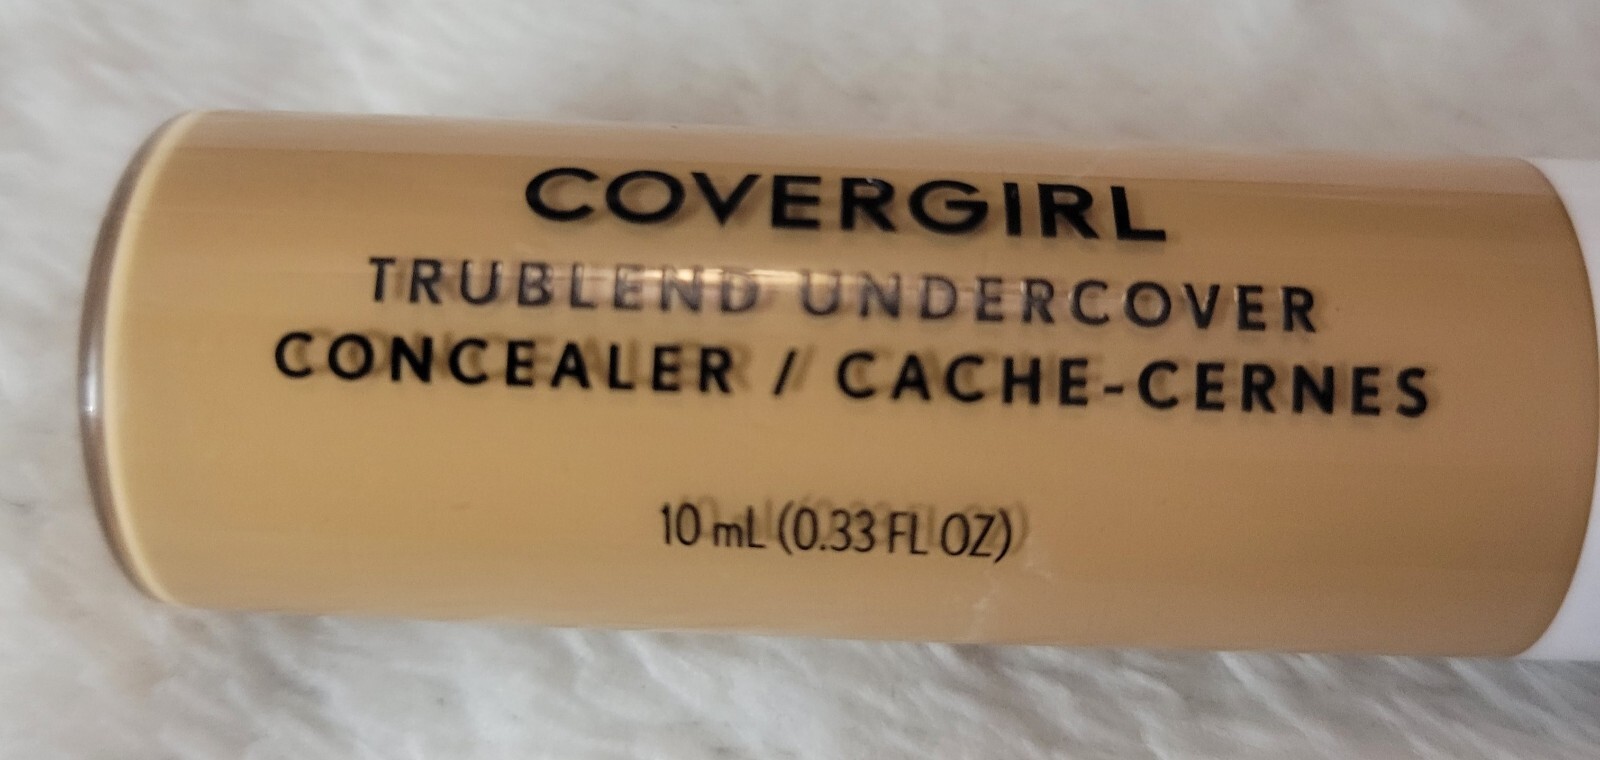 COVERGIRL
TRUBLEND UNDERCOVER
CONCEALER / CACHE-CERNES
10 mL (0.33 FL OZ)